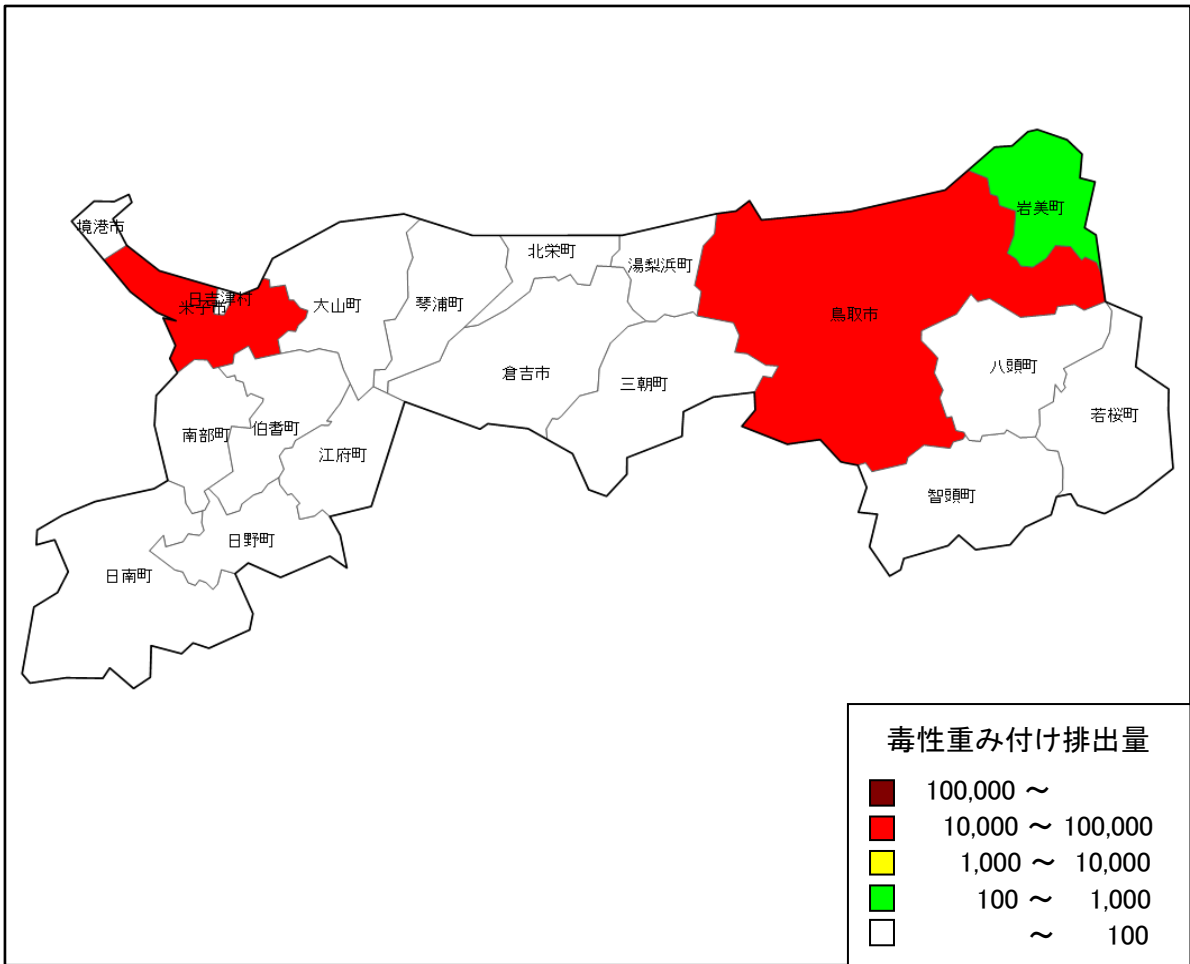 岩美町
境港市
北栄町
湯梨浜町
日吉津村
米子市
大山町
琴浦町
鳥取市
倉吉市
三朝町
八頭町
若桜町
南部町
伯耆町
江府町
智頭町
日野町
日南町
毒性重み付け排出量
100,000 ～
10,000 ～ 100,000
1,000 ～ 10,000
100 ～ 1,000
～ 100